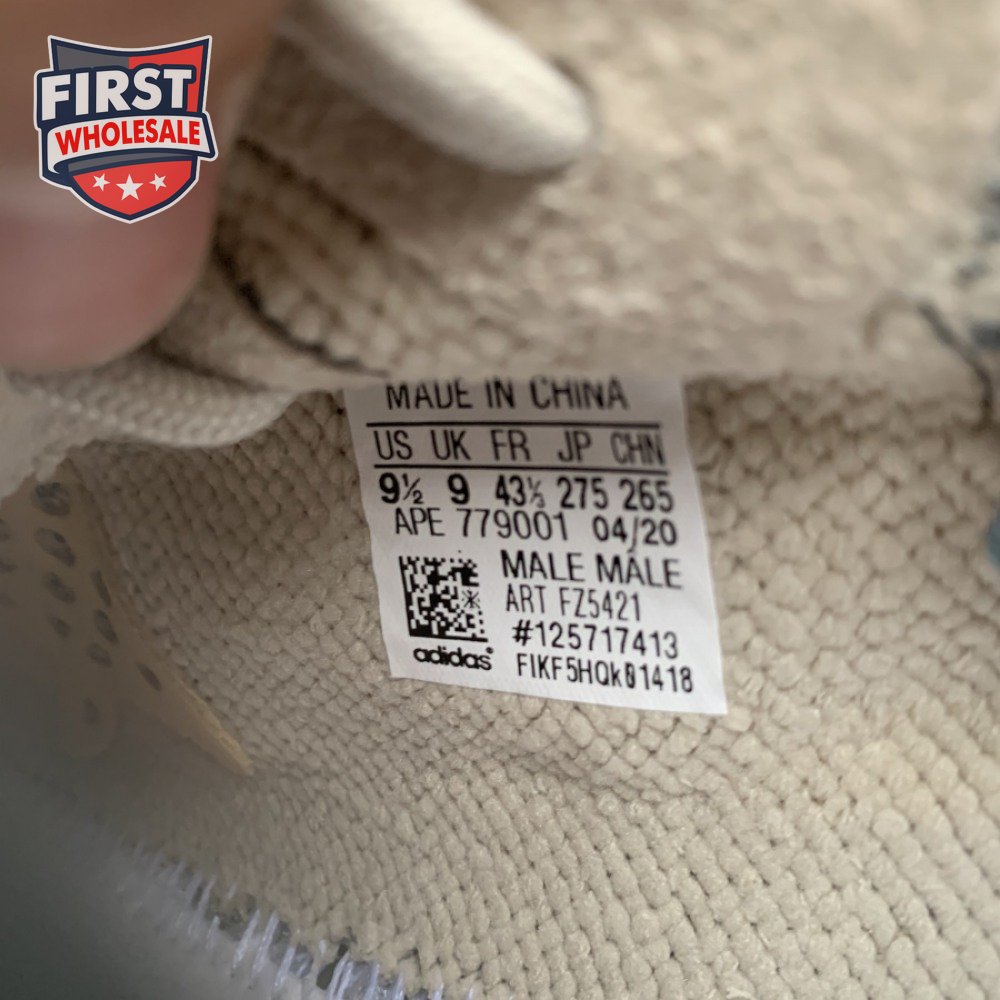 FIRST
WHOLESALE
MADE IN CHINA
US UK FR JP CHN
9½ 9 43⅓ 275 265
APE 779001 04/20
MALE MÂLE
ART FZ5421
#125717413
adidas
FIKF5HQk01418